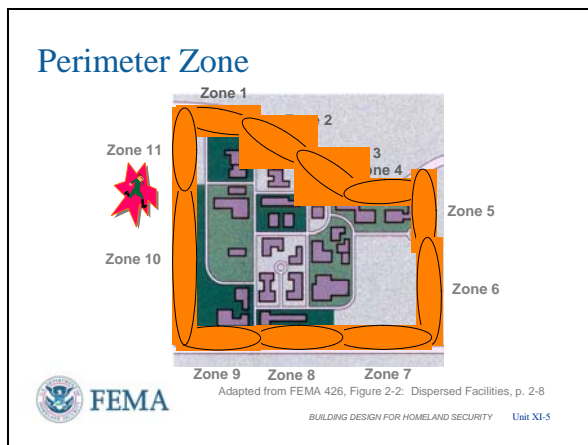 Perimeter Zone
Zone 1
2
Zone 11
3
4
Zone 5
Zone 10
Zone 6
Zone 9
Zone 8
Zone 7
Adapted from FEMA 426, Figure 2-2: Dispersed Facilities, p. 2-8
FEMA
BUILDING DESIGN FOR HOMELAND SECURITY
Unit XI-5